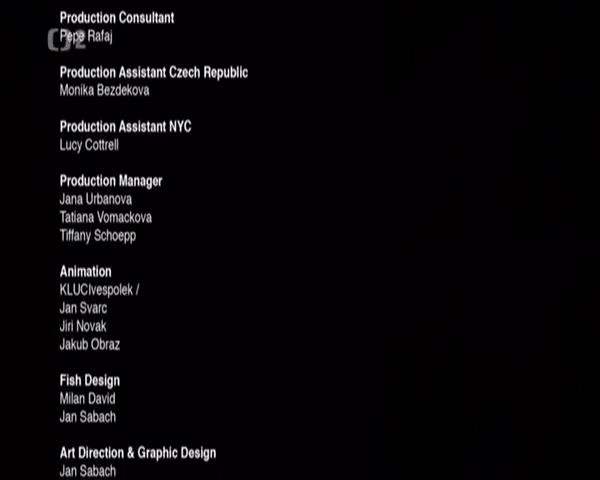 Production Consultant
Pepe Rafaj
Production Assistant Czech Republic
Monika Bezdekova
Production Assistant NYC
Lucy Cottrell
Production Manager
Jana Urbanova
Tatiana Vomackova
Tiffany Schoepp
Animation
KLUCIvespolek /
Jan Svarc
Jiri Novak
Jakub Obraz
Fish Design
Milan David
Jan Sabach
Art Direction & Graphic Design
Jan Sabach